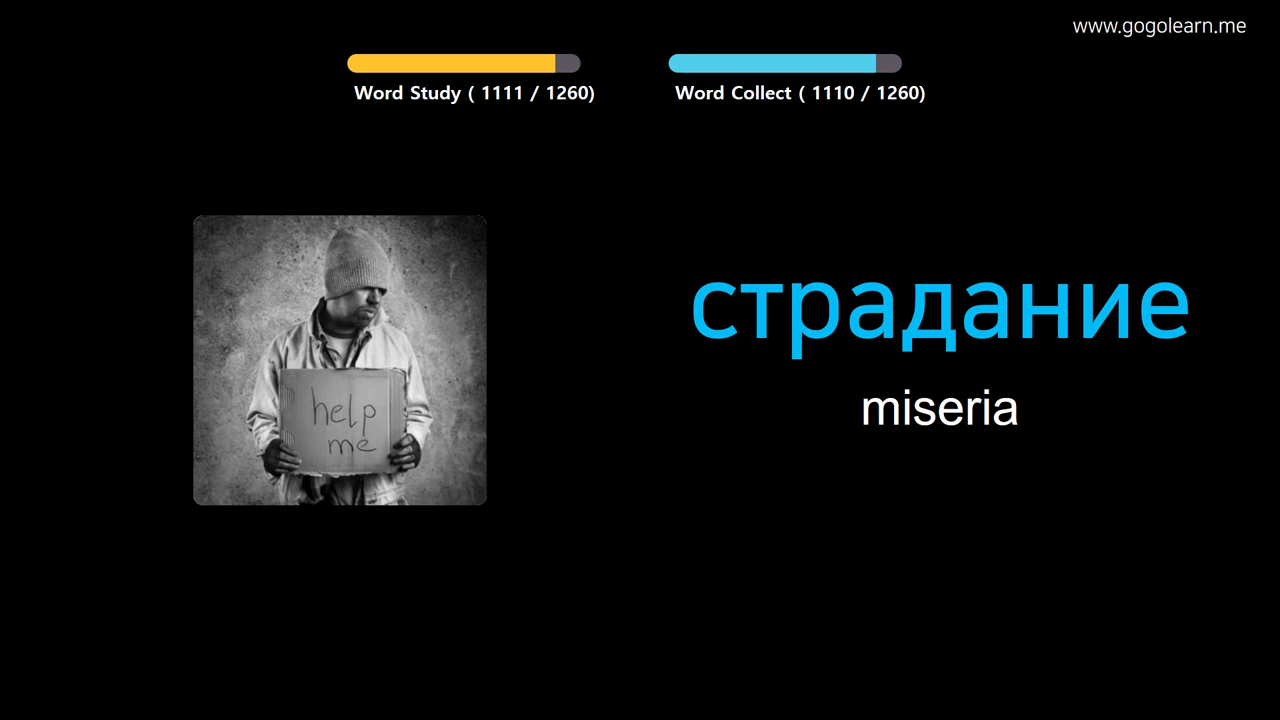 www.gogolearn.me
Word Study ( 1111 / 1260)
Word Collect ( 1110 / 1260)
help
me
страдание
miseria